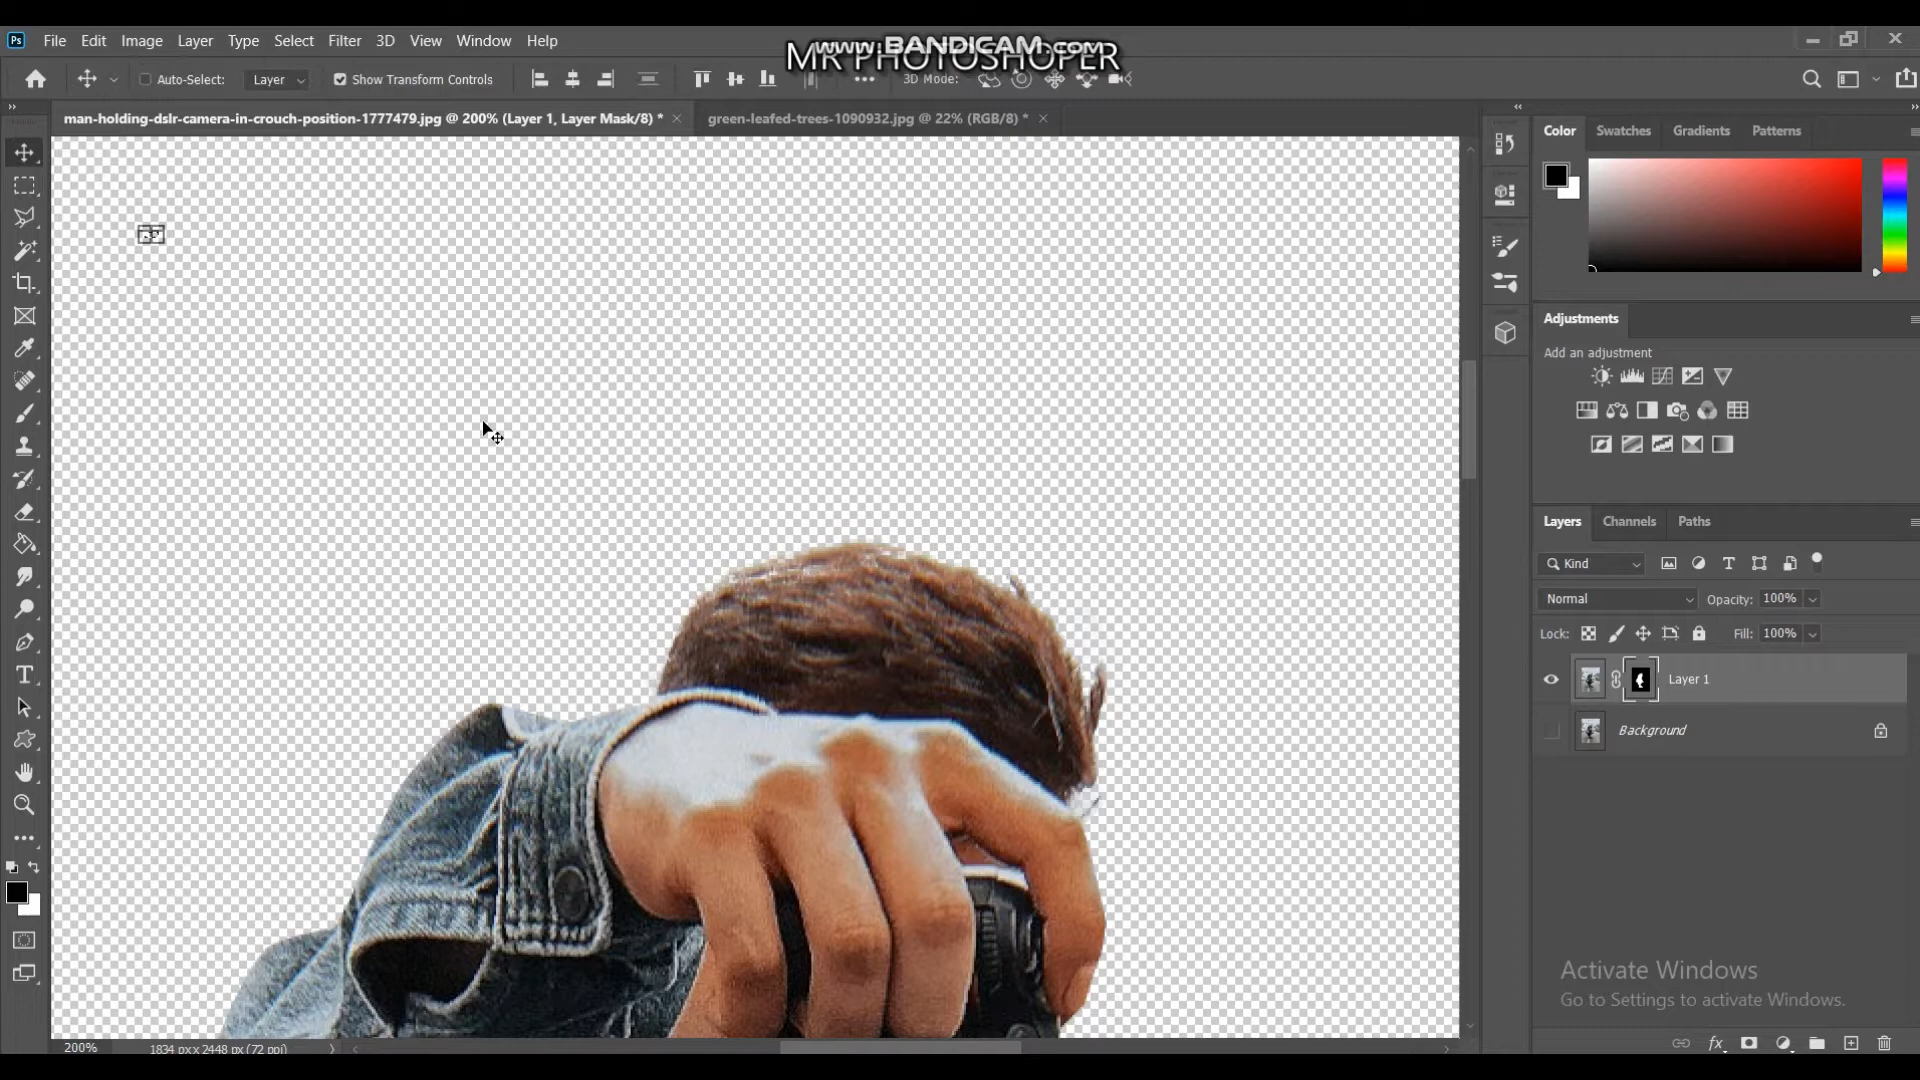 Ps File Edit Image Layer Type Select Filter 3D View Window Help
www.BANDICAM.com
MR PHOTOSHOPER
Auto-Select: Layer Show Transform Controls 3D Mode:
man-holding-dslr-camera-in-crouch-position-1777479.jpg @ 200% (Layer 1, Layer Mask/8) * green-leafed-trees-1090932.jpg @ 22% (RGB/8) *
Color Swatches Gradients Patterns
Adjustments
Add an adjustment
Layers Channels Paths
Kind
Normal Opacity: 100%
Lock: Fill: 100%
Layer 1
Background
Activate Windows
Go to Settings to activate Windows.
200% 1834 px x 2448 px (72 ppi)
fx